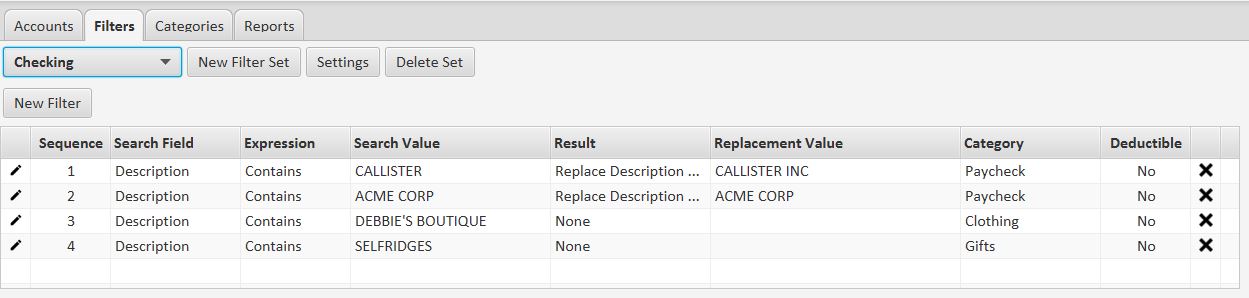 Accounts Filters Categories Reports
Checking New Filter Set Settings Delete Set
New Filter
Sequence Search Field Expression Search Value Result Replacement Value Category Deductible
1 Description Contains CALLISTER Replace Description ... CALLISTER INC Paycheck No
2 Description Contains ACME CORP Replace Description ... ACME CORP Paycheck No
3 Description Contains DEBBIE'S BOUTIQUE None Clothing No
4 Description Contains SELFRIDGES None Gifts No